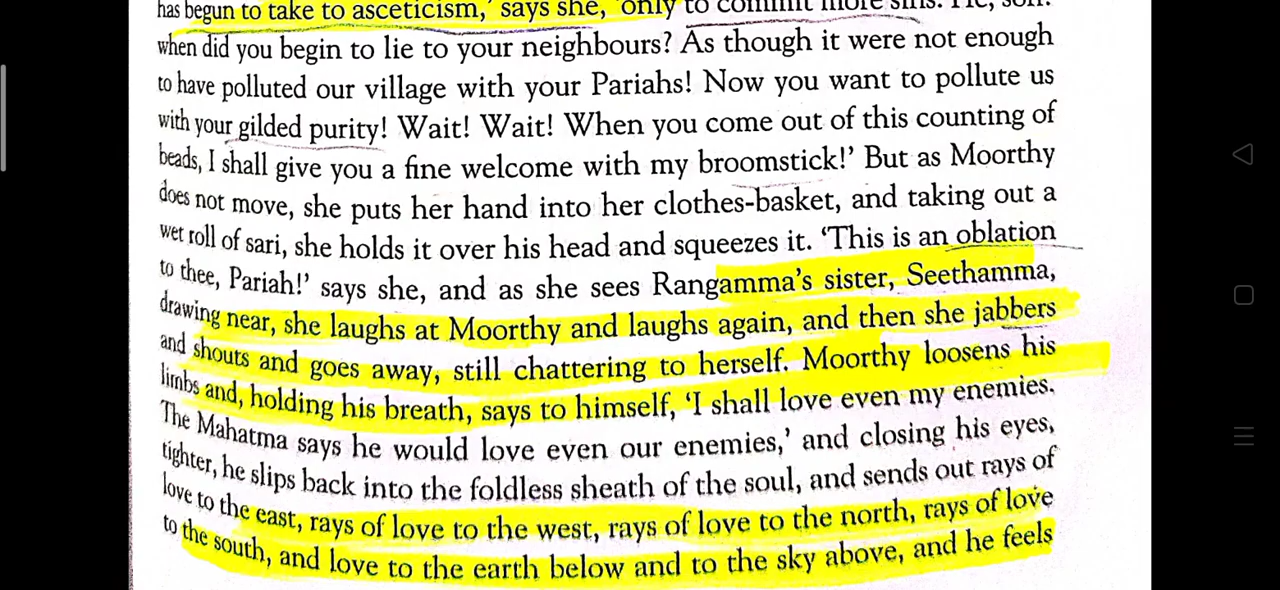 has begun to take to asceticism,' says she, 'only to commit more sins. He, son!
when did you begin to lie to your neighbours? As though it were not enough
to have polluted our village with your Pariahs! Now you want to pollute us
with your gilded purity! Wait! Wait! When you come out of this counting of
beads, I shall give you a fine welcome with my broomstick!' But as Moorthy
does not move, she puts her hand into her clothes-basket, and taking out a
wet roll of sari, she holds it over his head and squeezes it. 'This is an oblation
to thee, Pariah!' says she, and as she sees Rangamma's sister, Seethamma,
drawing near, she laughs at Moorthy and laughs again, and then she jabbers
and shouts and goes away, still chattering to herself. Moorthy loosens his
limbs and, holding his breath, says to himself, 'I shall love even my enemies.
The Mahatma says he would love even our enemies,' and closing his eyes,
tighter, he slips back into the foldless sheath of the soul, and sends out rays of
love to the east, rays of love to the west, rays of love to the north, rays of love
to the south, and love to the earth below and to the sky above, and he feels